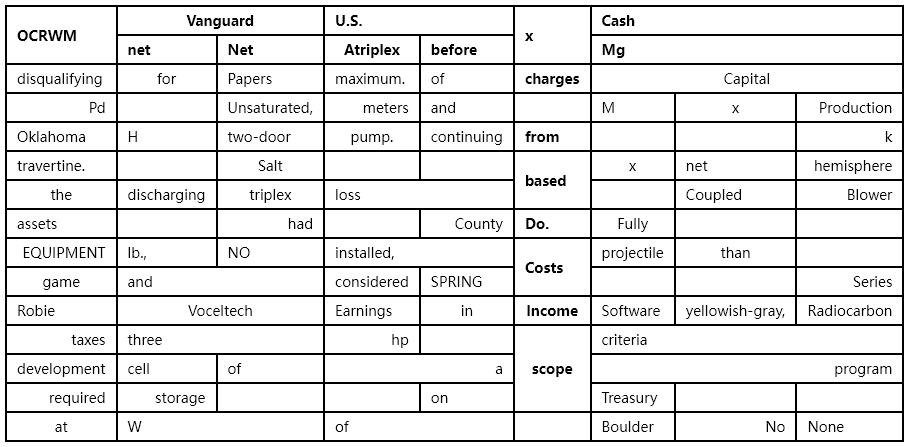 OCRWM Vanguard U.S. x Cash
net Net Atriplex before Mg
disqualifying for Papers maximum. of charges Capital
Pd Unsaturated, meters and M x Production
Oklahoma H two-door pump. continuing from k
travertine. Salt based x net hemisphere
the discharging triplex loss Coupled Blower
assets had County Do. Fully
EQUIPMENT lb., NO installed, Costs projectile than
game and considered SPRING Series
Robie Voceltech Earnings in Income Software yellowish-gray, Radiocarbon
taxes three hp scope criteria
development cell of a program
required storage on Treasury
at W of Boulder No None